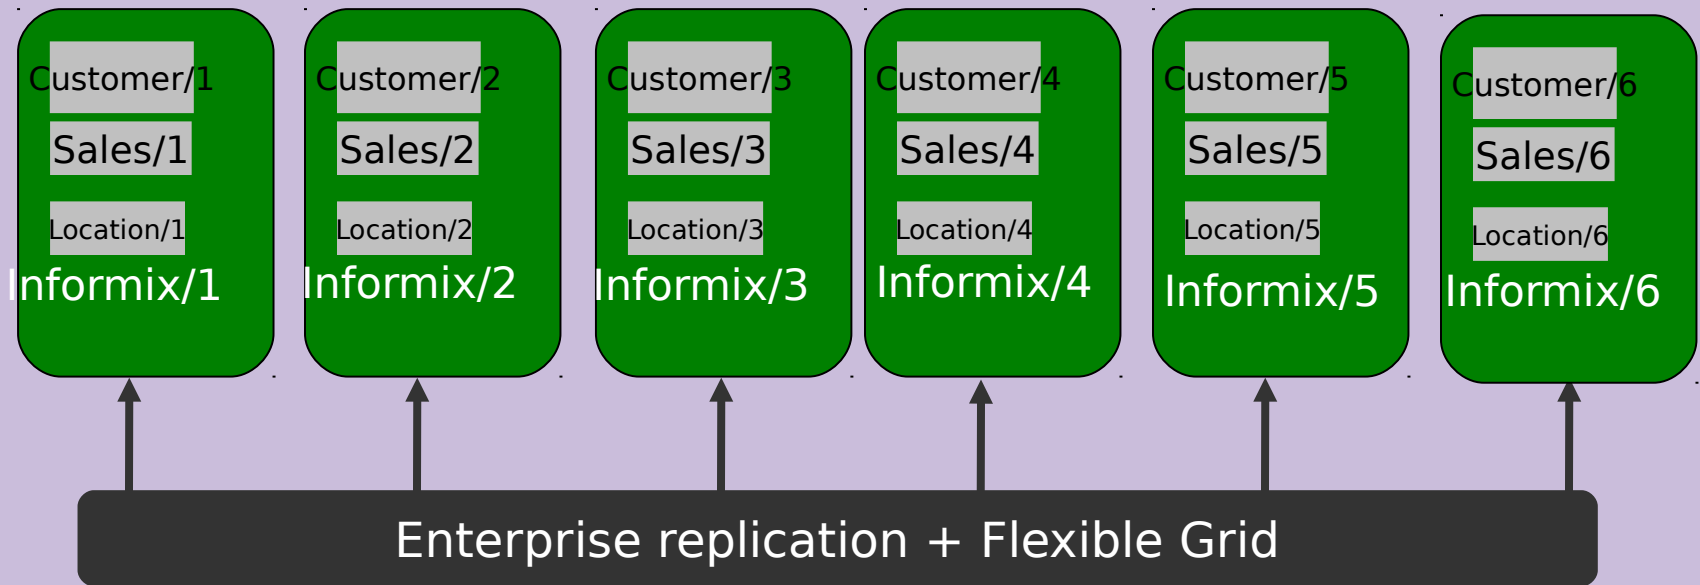 Customer/1
Sales/1
Location/1
Informix/1
Customer/2
Sales/2
Location/2
Informix/2
Customer/3
Sales/3
Location/3
Informix/3
Customer/4
Sales/4
Location/4
Informix/4
Customer/5
Sales/5
Location/5
Informix/5
Customer/6
Sales/6
Location/6
Informix/6
Enterprise replication + Flexible Grid